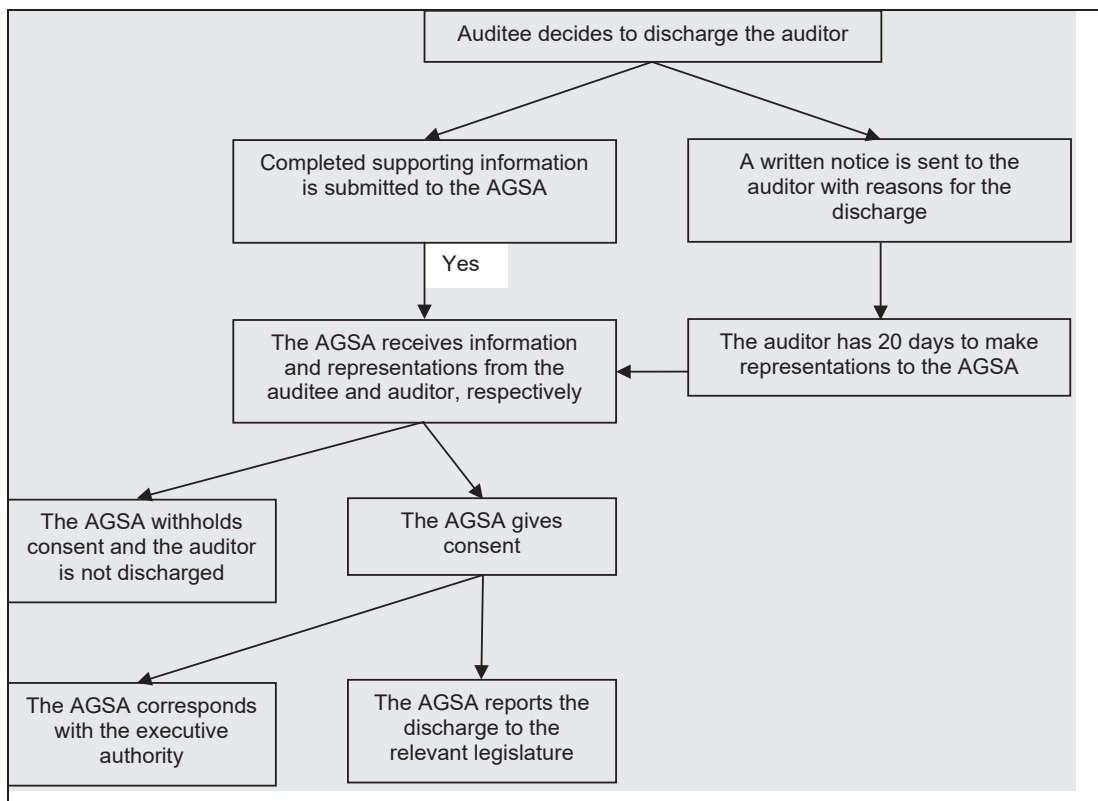 Auditee decides to discharge the auditor
Completed supporting information
is submitted to the AGSA
A written notice is sent to the
auditor with reasons for the
discharge
Yes
The AGSA receives information
and representations from the
auditee and auditor, respectively
The auditor has 20 days to make
representations to the AGSA
The AGSA withholds
consent and the auditor
is not discharged
The AGSA gives
consent
The AGSA corresponds
with the executive
authority
The AGSA reports the
discharge to the
relevant legislature